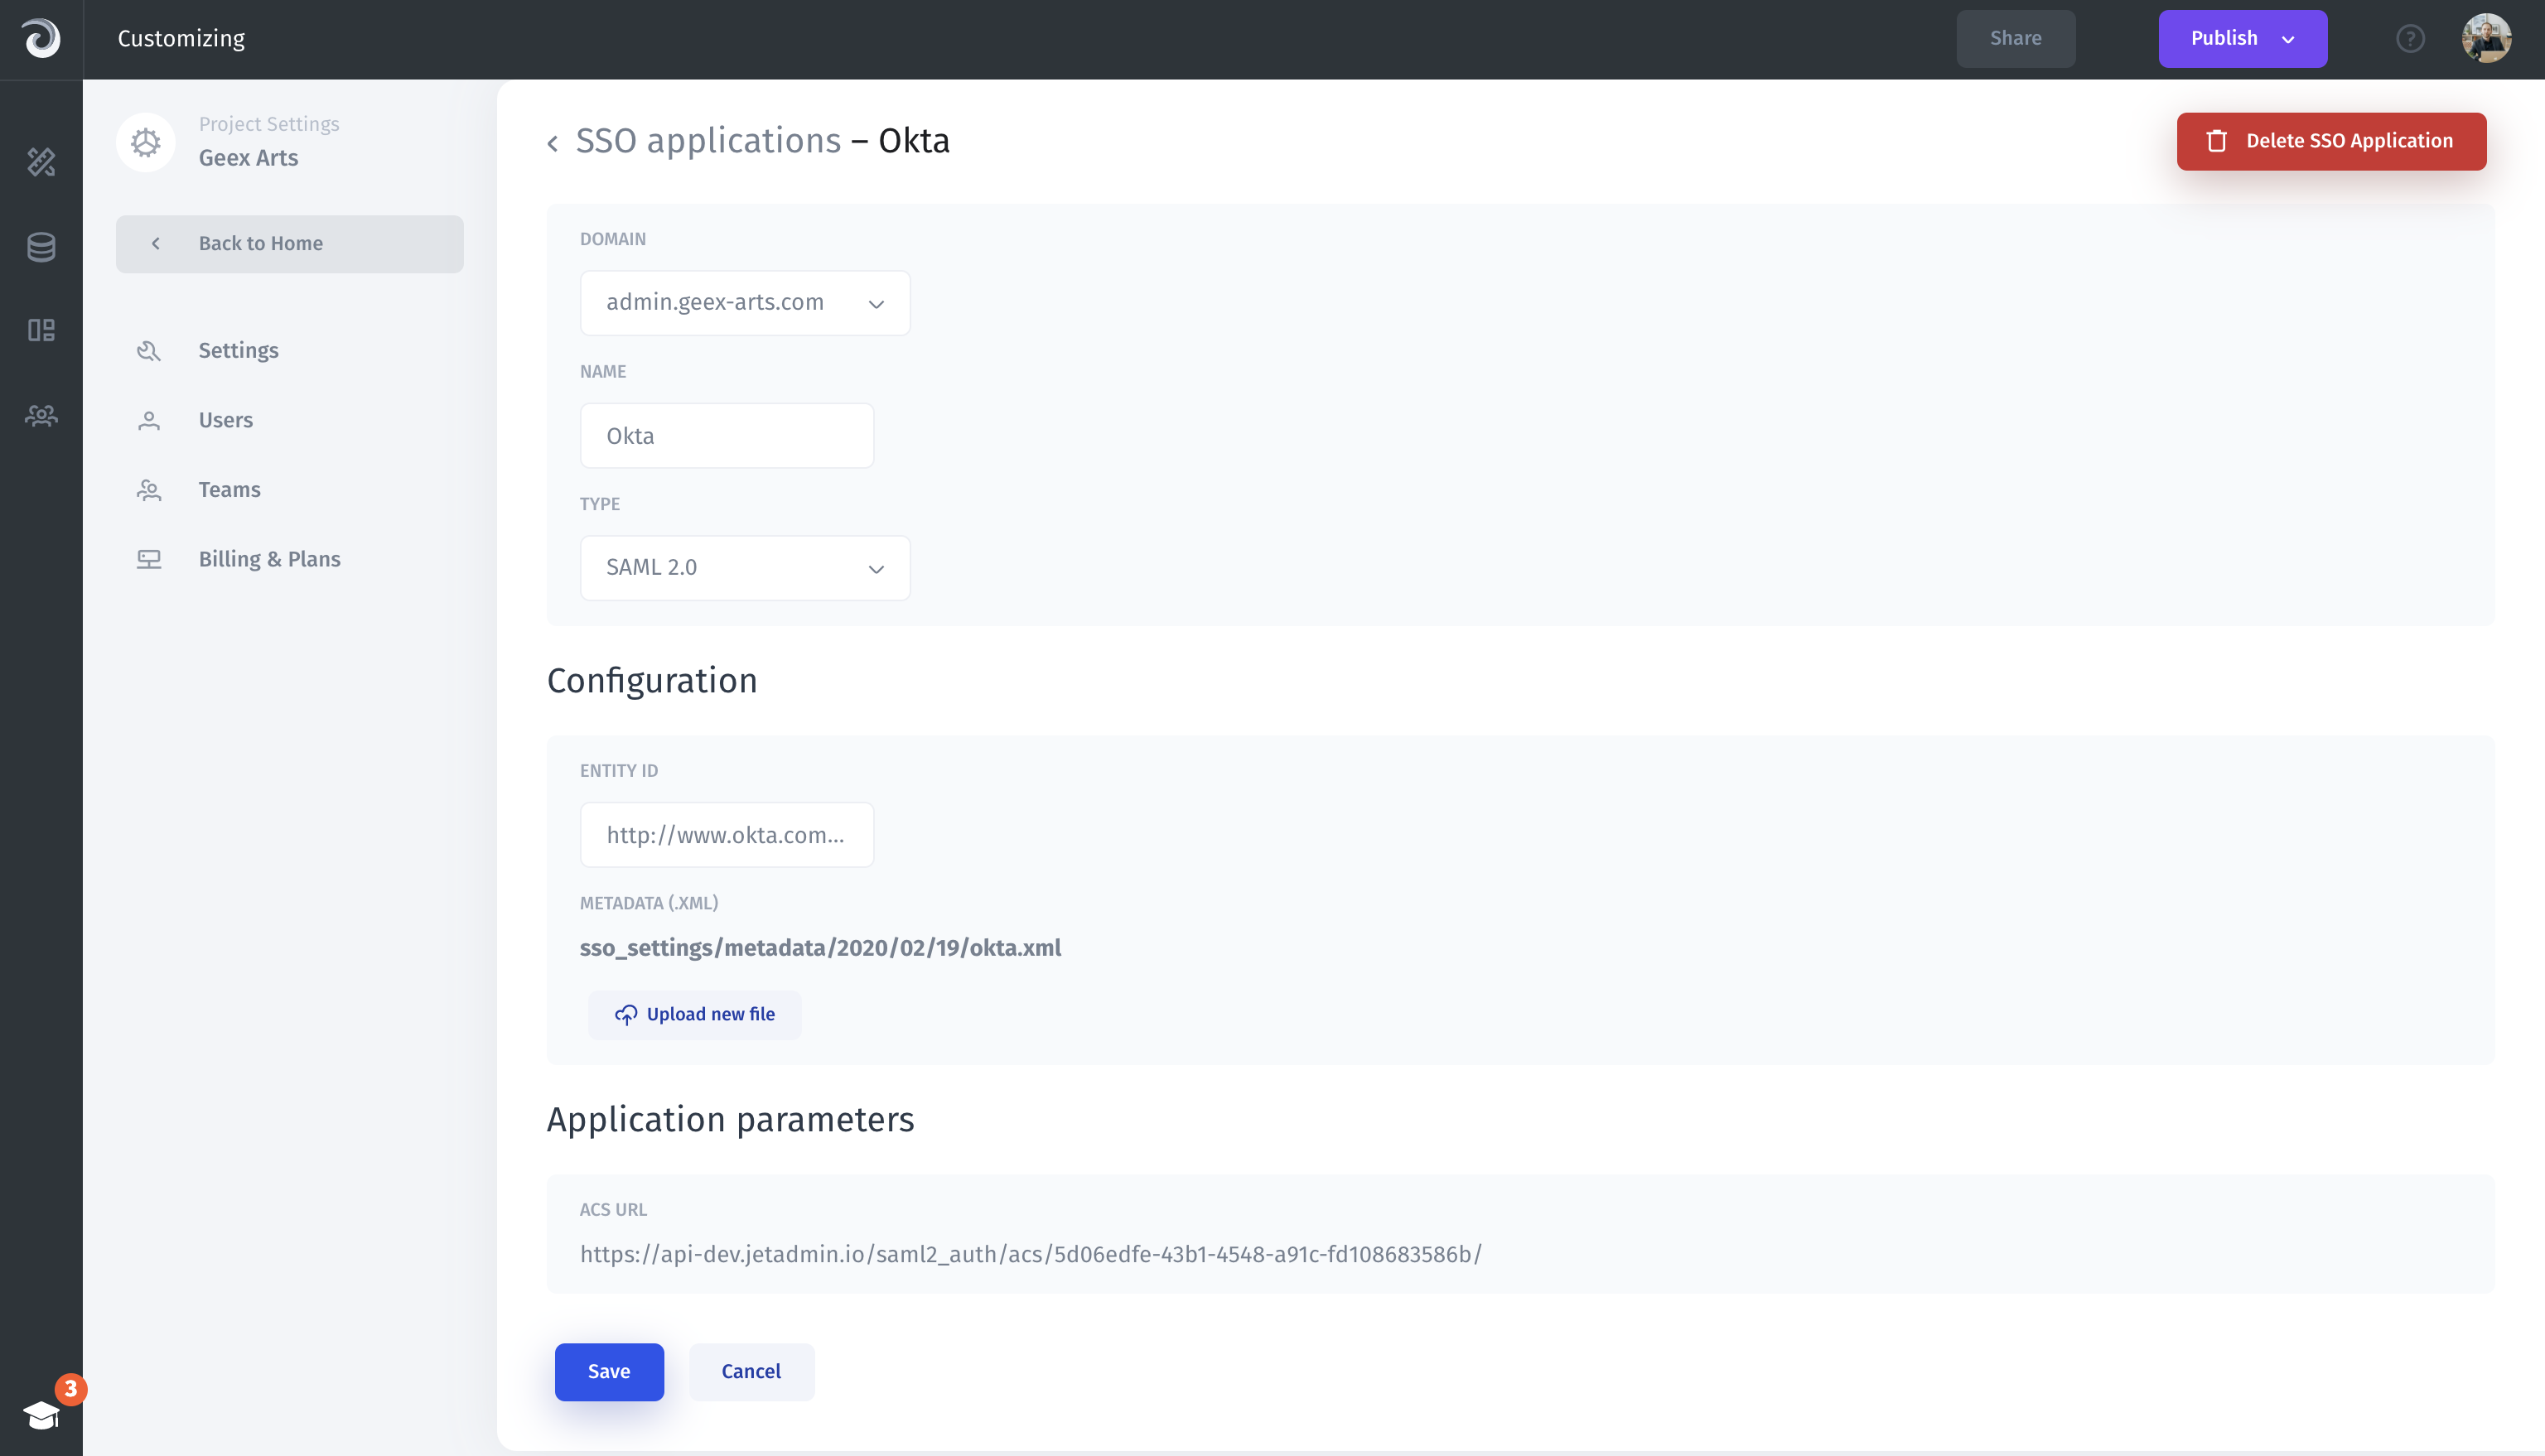 Customizing
Share
Publish
?
Project Settings
Geex Arts
Back to Home
Settings
Users
Teams
Billing & Plans
3
SSO applications – Okta
Delete SSO Application
DOMAIN
admin.geex-arts.com
NAME
Okta
TYPE
SAML 2.0
Configuration
ENTITY ID
http://www.okta.com...
METADATA (.XML)
sso_settings/metadata/2020/02/19/okta.xml
Upload new file
Application parameters
ACS URL
https://api-dev.jetadmin.io/saml2_auth/acs/5d06edfe-43b1-4548-a91c-fd108683586b/
Save
Cancel